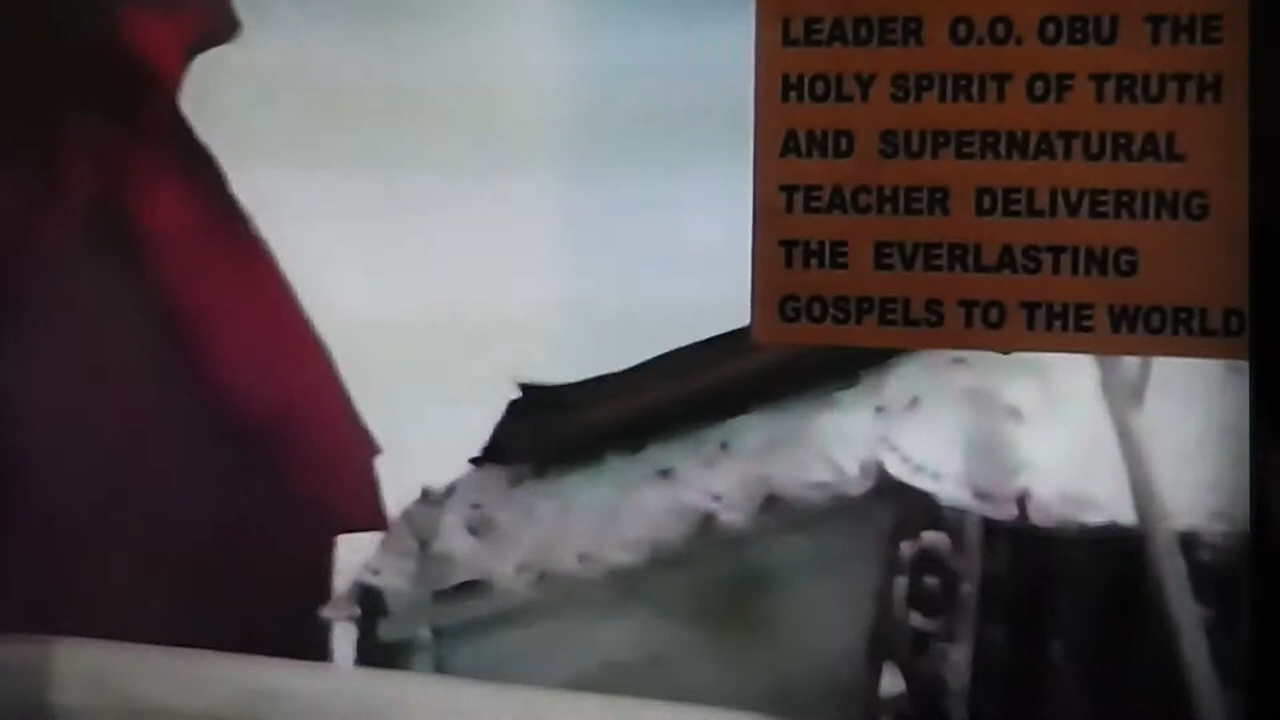 LEADER O.O. OBU THE
HOLY SPIRIT OF TRUTH
AND SUPERNATURAL
TEACHER DELIVERING
THE EVERLASTING
GOSPELS TO THE WORLD